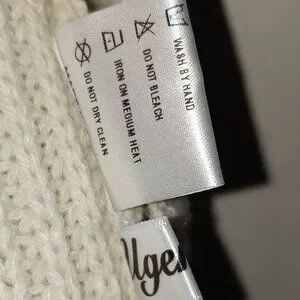 WASH BY HAND
DO NOT BLEACH
IRON ON MEDIUM HEAT
DO NOT DRY CLEAN